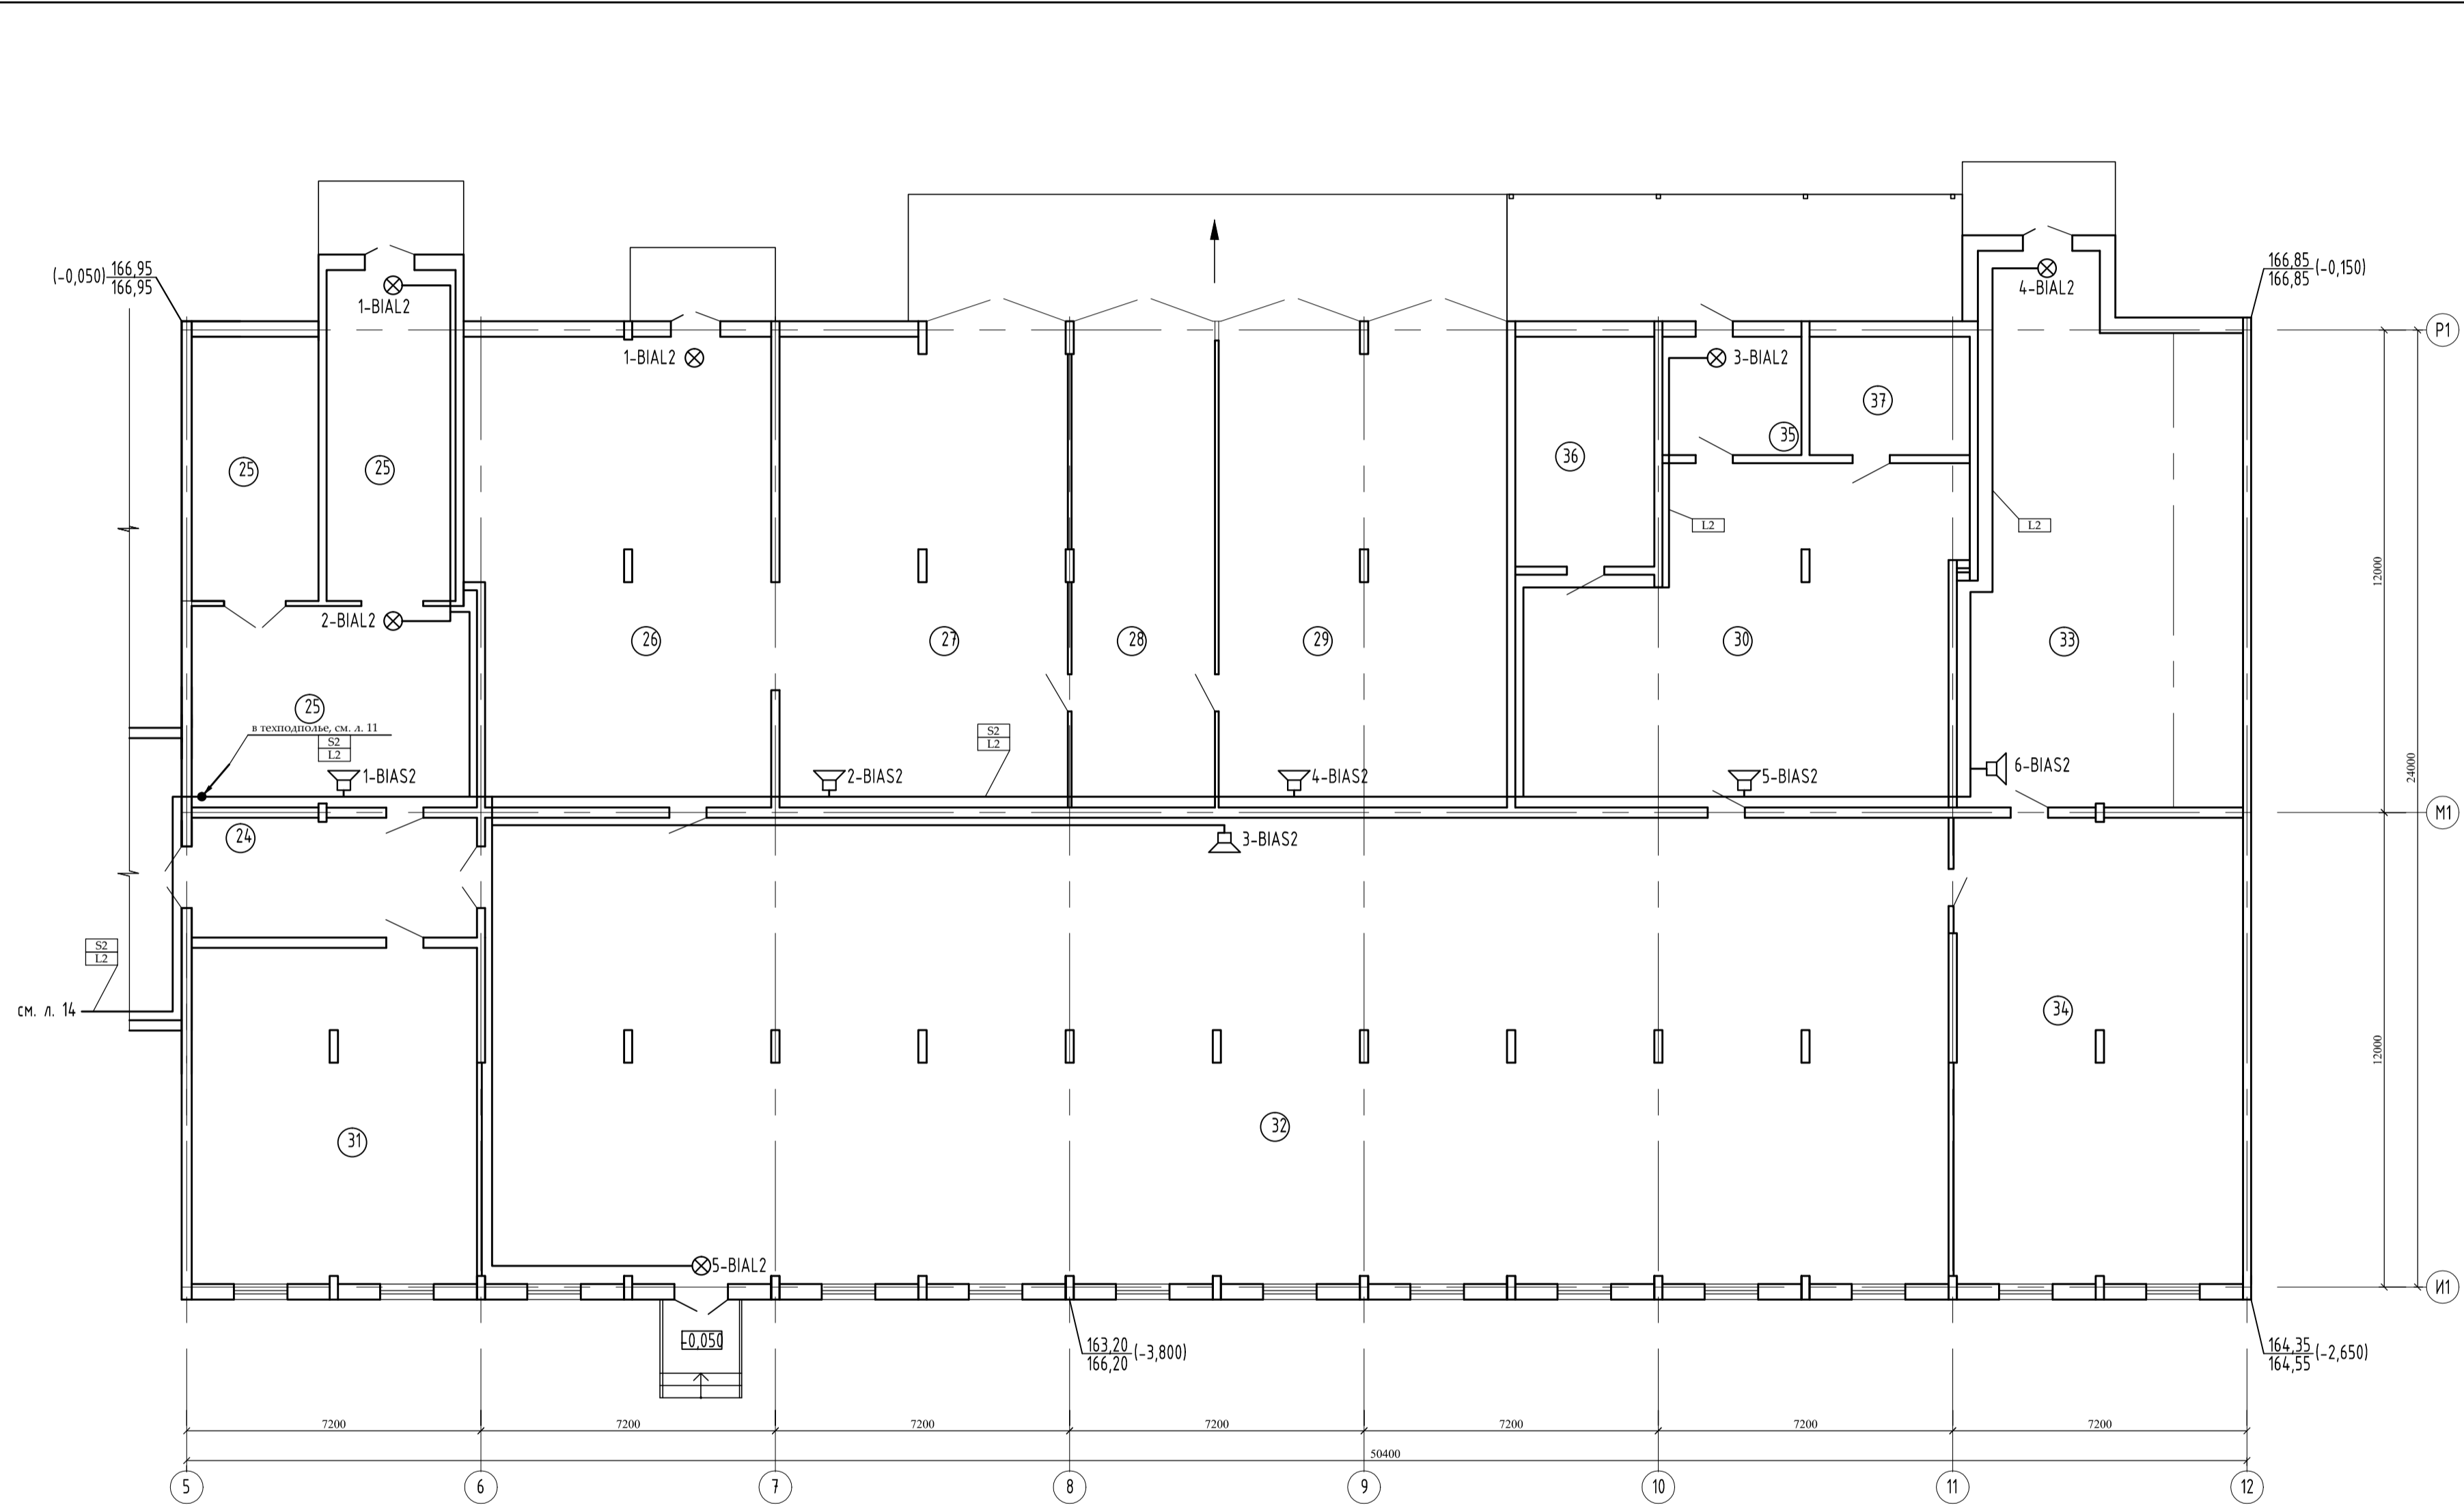 (-0,050) 166,95
166,95
1-BIAL2
166,85 (-0,150)
166,85
4-BIAL2
Р1
1-BIAL2
3-BIAL2
37
35
36
25
25
L2
L2
12000
2-BIAL2
26
27
28
29
30
33
25
в техподполье, см. л. 11
S2
L2
S2
L2
24000
1-BIAS2
2-BIAS2
4-BIAS2
5-BIAS2
6-BIAS2
М1
24
3-BIAS2
S2
L2
см. л. 14
34
12000
31
32
5-BIAL2
И1
-0,050
163,20 (-3,800)
166,20
164,35 (-2,650)
164,55
7200
7200
7200
7200
7200
7200
7200
50400
5
6
7
8
9
10
11
12